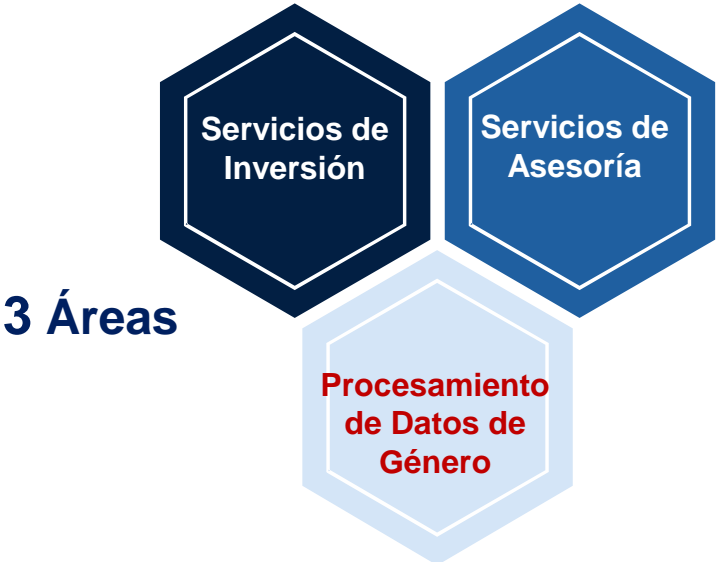 Servicios de
Inversión
Servicios de
Asesoría
3 Áreas
Procesamiento
de Datos de
Género